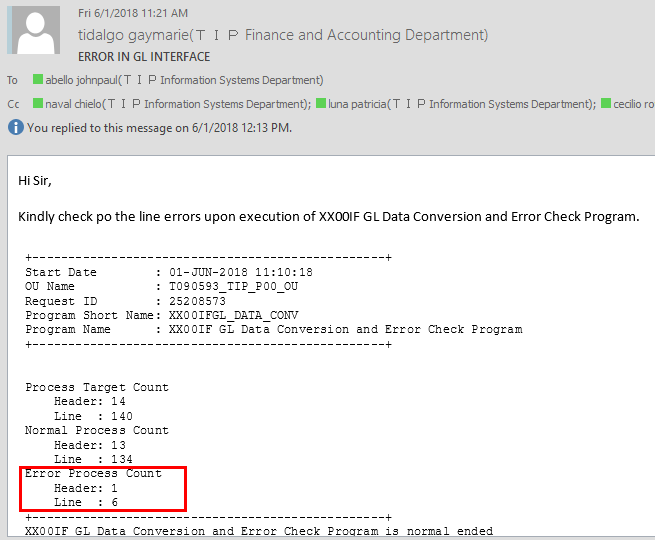 Fri 6/1/2018 11:21 AM
tidalgo gaymarie(ＴＩＰ Finance and Accounting Department)
ERROR IN GL INTERFACE
To abello johnpaul(ＴＩＰ Information Systems Department)
Cc naval chielo(ＴＩＰ Information Systems Department); luna patricia(ＴＩＰ Information Systems Department); cecilio ro
You replied to this message on 6/1/2018 12:13 PM.
Hi Sir,
Kindly check po the line errors upon execution of XX00IF GL Data Conversion and Error Check Program.
+-------------------------------------------------+
Start Date        : 01-JUN-2018 11:10:18
OU Name           : T090593_TIP_P00_OU
Request ID        : 25208573
Program Short Name: XX00IFGL_DATA_CONV
Program Name      : XX00IF GL Data Conversion and Error Check Program
+-------------------------------------------------+
Process Target Count
    Header: 14
    Line  : 140
Normal Process Count
    Header: 13
    Line  : 134
Error Process Count
    Header: 1
    Line  : 6
+-------------------------------------------------+
XX00IF GL Data Conversion and Error Check Program is normal ended